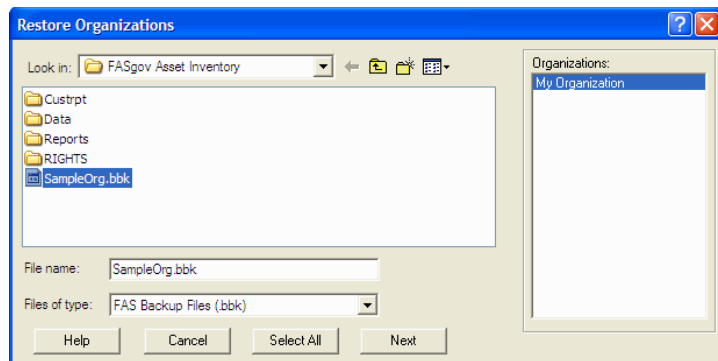 Restore Organizations
Look in: FASgov Asset Inventory
Organizations:
My Organization
Custrpt
Data
Reports
RIGHTS
SampleOrg.bbk
File name: SampleOrg.bbk
Files of type: FAS Backup Files (.bbk)
Help Cancel Select All Next